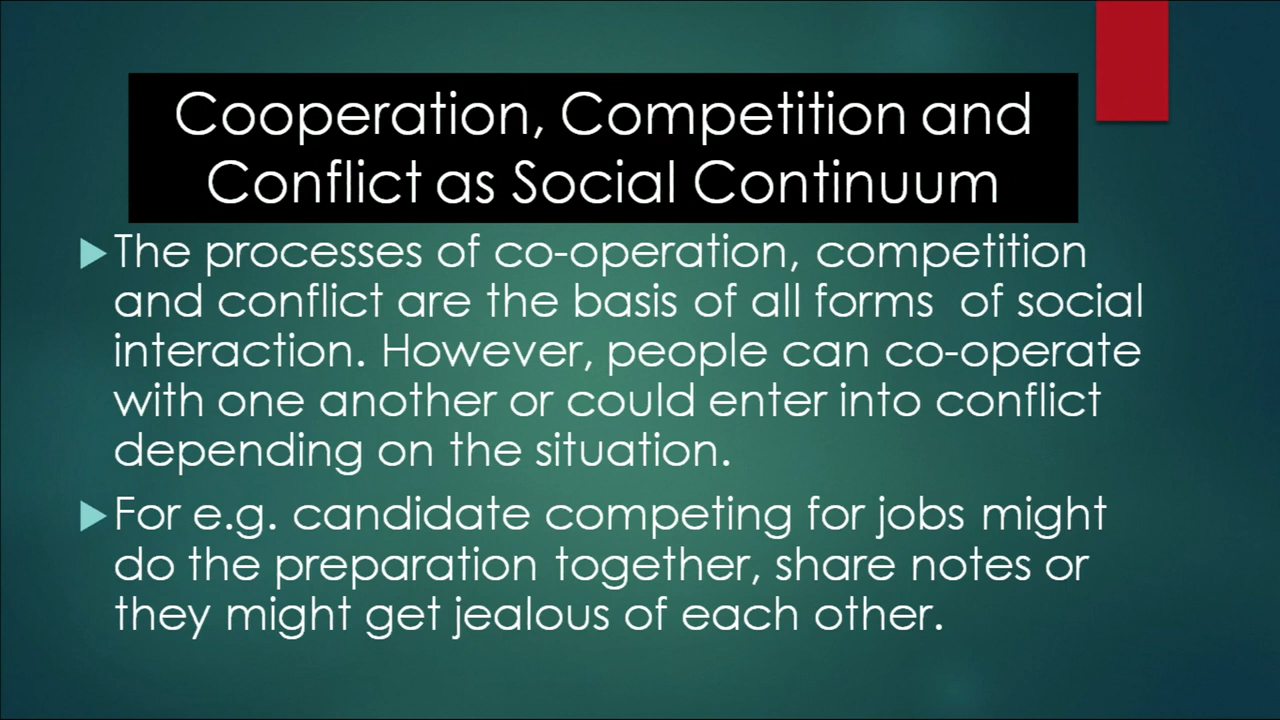 Cooperation, Competition and
Conflict as Social Continuum
The processes of co-operation, competition
and conflict are the basis of all forms  of social
interaction. However, people can co-operate
with one another or could enter into conflict
depending on the situation.
For e.g. candidate competing for jobs might
do the preparation together, share notes or
they might get jealous of each other.